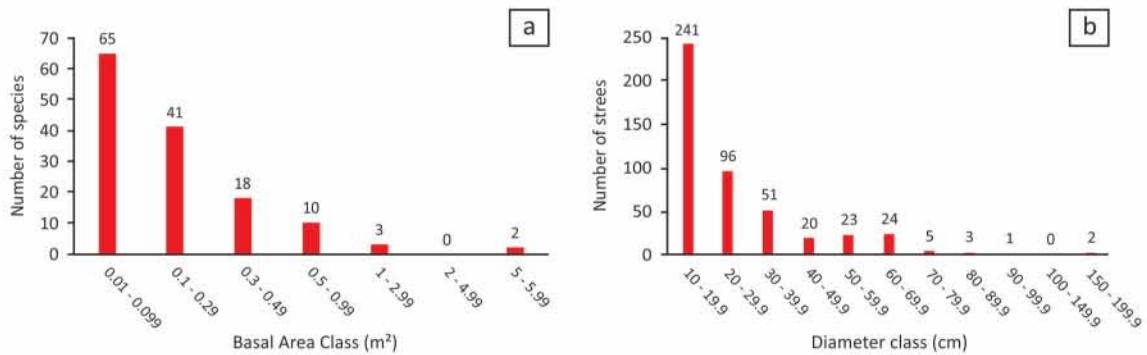 a
Number of species
70
60
50
40
30
20
10
0
65
41
18
10
3
0
2
0.01 - 0.099
0.1 - 0.29
0.3 - 0.49
0.5 - 0.99
1 - 2.99
2 - 4.99
5 - 5.99
Basal Area Class (m²)
b
Number of strees
250
200
150
100
50
0
241
96
51
20
23
24
5
3
1
0
2
10 - 19.9
20 - 29.9
30 - 39.9
40 - 49.9
50 - 59.9
60 - 69.9
70 - 79.9
80 - 89.9
90 - 99.9
100 - 149.9
150 - 199.9
Diameter class (cm)